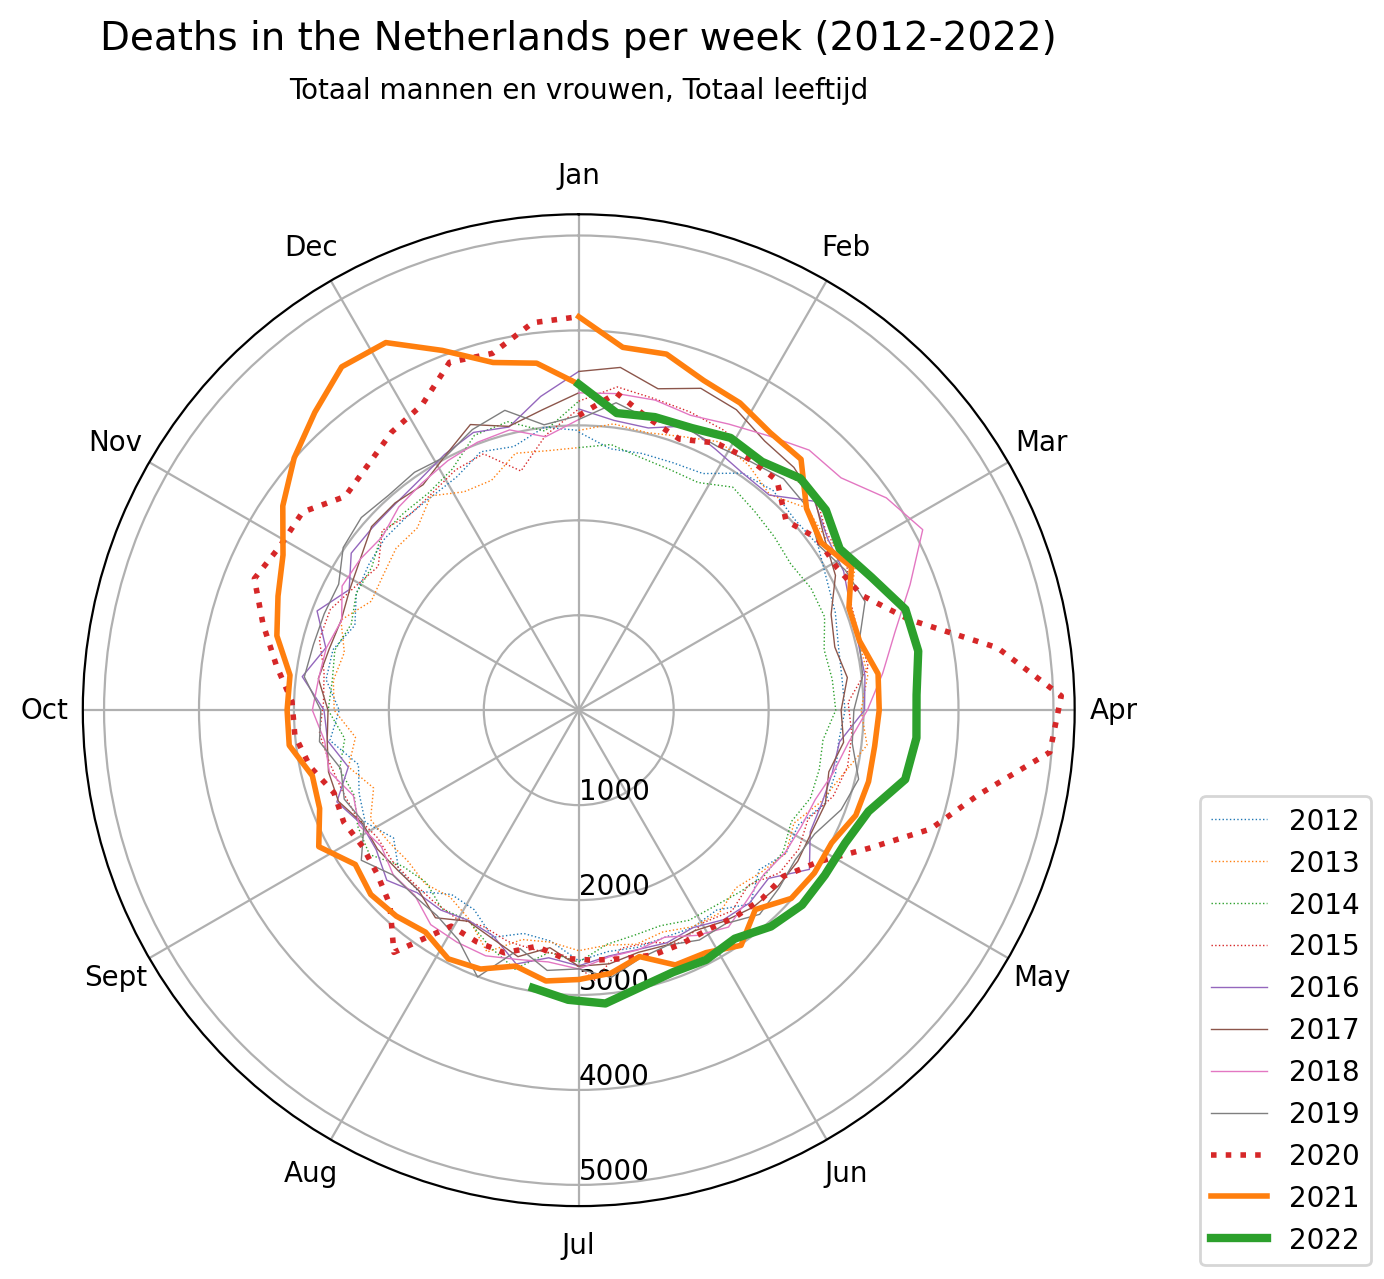 Deaths in the Netherlands per week (2012-2022)
Totaal mannen en vrouwen, Totaal leeftijd
Jan
Dec
Feb
Nov
Mar
Oct
Apr
1000
2000
Sept
May
3000
4000
Aug
5000
Jun
Jul
2012
2013
2014
2015
2016
2017
2018
2019
2020
2021
2022